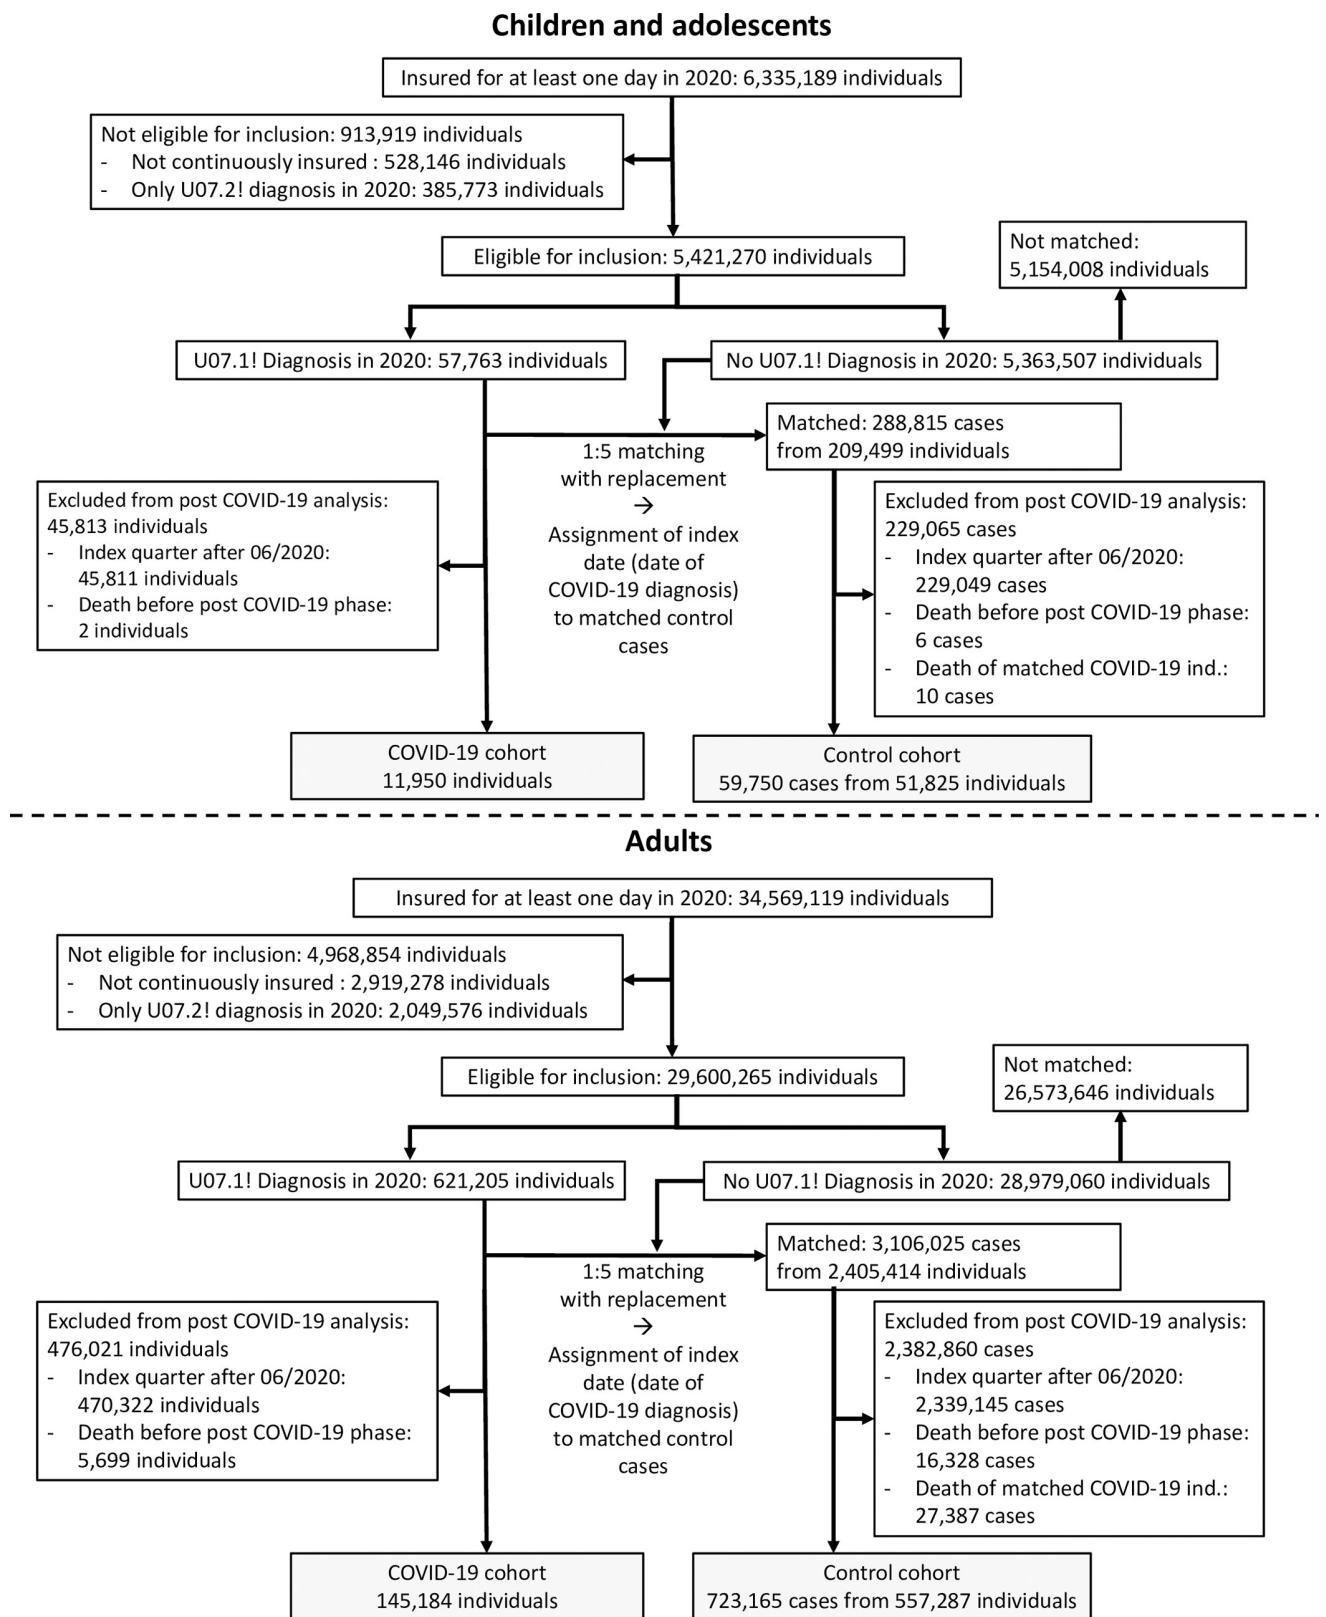 Children and adolescents
Insured for at least one day in 2020: 6,335,189 individuals
Not eligible for inclusion: 913,919 individuals
- Not continuously insured : 528,146 individuals
- Only U07.2! diagnosis in 2020: 385,773 individuals
Eligible for inclusion: 5,421,270 individuals
Not matched:
5,154,008 individuals
U07.1! Diagnosis in 2020: 57,763 individuals
No U07.1! Diagnosis in 2020: 5,363,507 individuals
Matched: 288,815 cases
from 209,499 individuals
1:5 matching
with replacement
→
Assignment of index
date (date of
COVID-19 diagnosis)
to matched control
cases
Excluded from post COVID-19 analysis:
45,813 individuals
- Index quarter after 06/2020:
45,811 individuals
- Death before post COVID-19 phase:
2 individuals
Excluded from post COVID-19 analysis:
229,065 cases
- Index quarter after 06/2020:
229,049 cases
- Death before post COVID-19 phase:
6 cases
- Death of matched COVID-19 ind.:
10 cases
COVID-19 cohort
11,950 individuals
Control cohort
59,750 cases from 51,825 individuals
Adults
Insured for at least one day in 2020: 34,569,119 individuals
Not eligible for inclusion: 4,968,854 individuals
- Not continuously insured : 2,919,278 individuals
- Only U07.2! diagnosis in 2020: 2,049,576 individuals
Eligible for inclusion: 29,600,265 individuals
Not matched:
26,573,646 individuals
U07.1! Diagnosis in 2020: 621,205 individuals
No U07.1! Diagnosis in 2020: 28,979,060 individuals
Matched: 3,106,025 cases
from 2,405,414 individuals
1:5 matching
with replacement
→
Assignment of index
date (date of
COVID-19 diagnosis)
to matched control
cases
Excluded from post COVID-19 analysis:
476,021 individuals
- Index quarter after 06/2020:
470,322 individuals
- Death before post COVID-19 phase:
5,699 individuals
Excluded from post COVID-19 analysis:
2,382,860 cases
- Index quarter after 06/2020:
2,339,145 cases
- Death before post COVID-19 phase:
16,328 cases
- Death of matched COVID-19 ind.:
27,387 cases
COVID-19 cohort
145,184 individuals
Control cohort
723,165 cases from 557,287 individuals